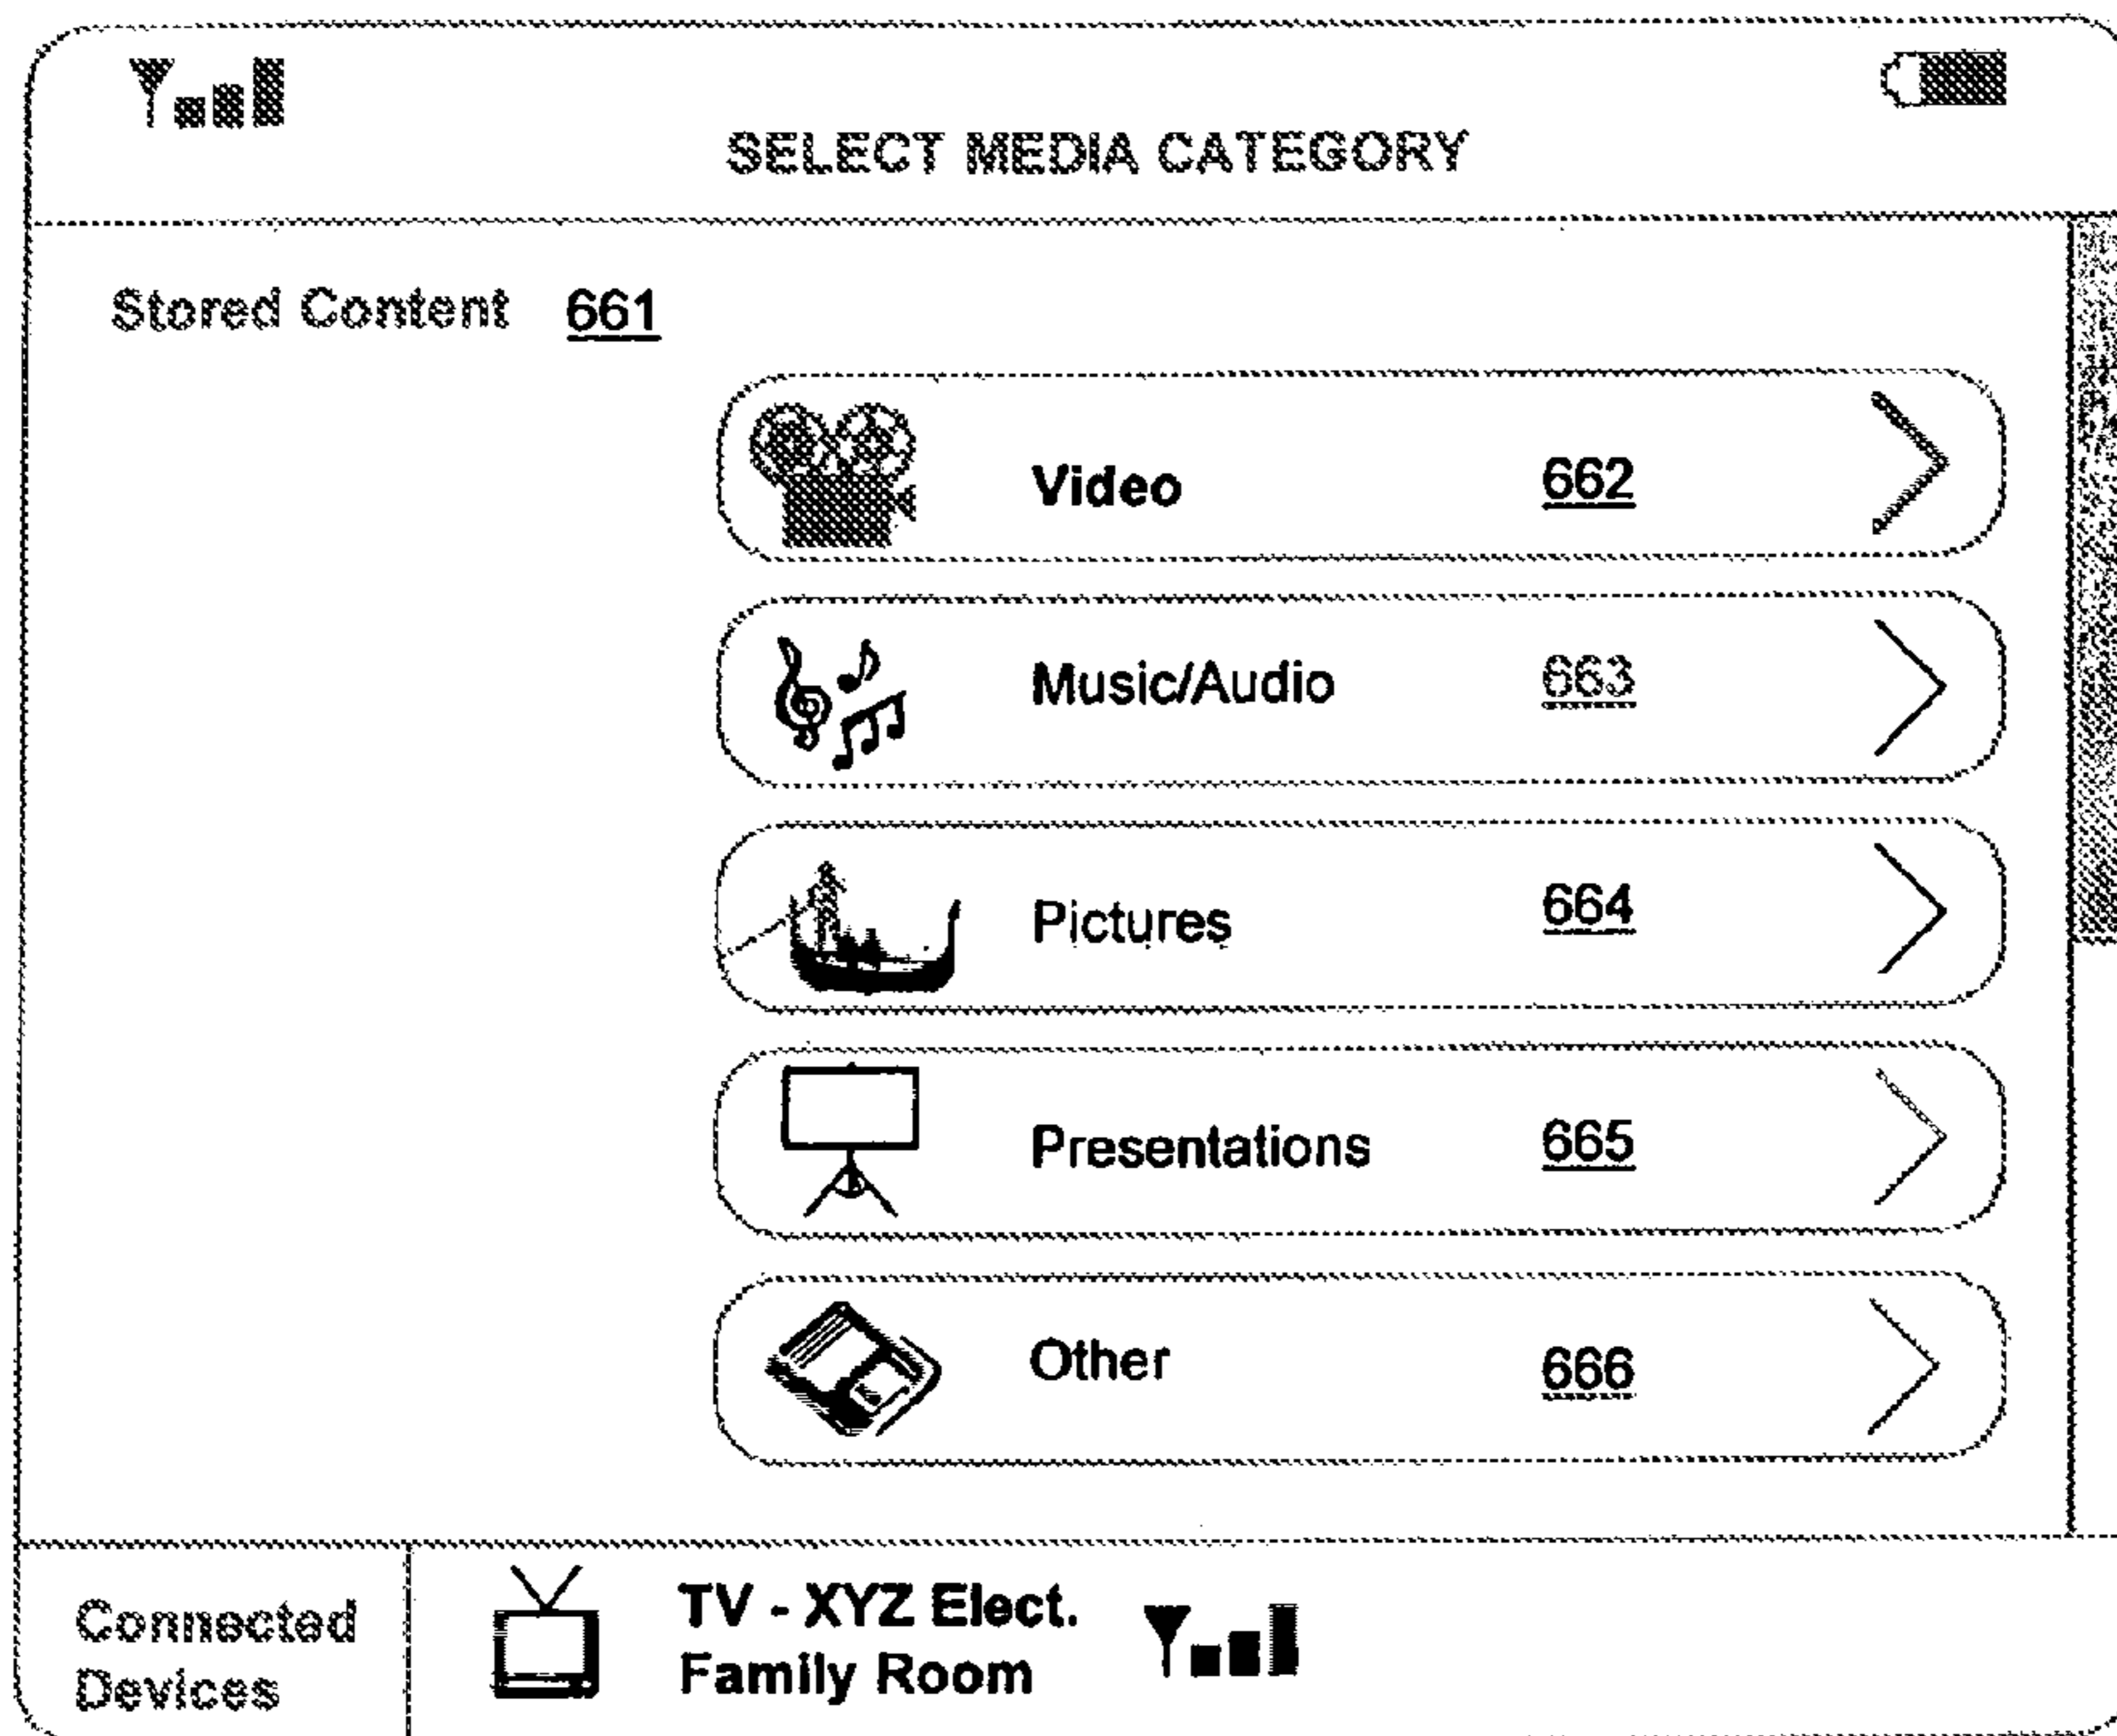 SELECT MEDIA CATEGORY
Stored Content 661
Video 662
Music/Audio 663
Pictures 664
Presentations 665
Other 666
Connected
Devices
TV - XYZ Elect.
Family Room